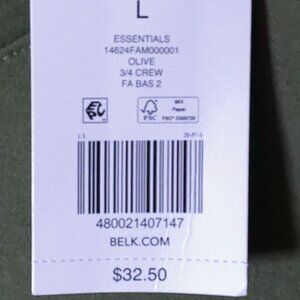 L
ESSENTIALS
14624FAM000001
OLIVE
3/4 CREW
FA BAS 2
MIX
Paper
FSC
480021407147
BELK.COM
$32.50